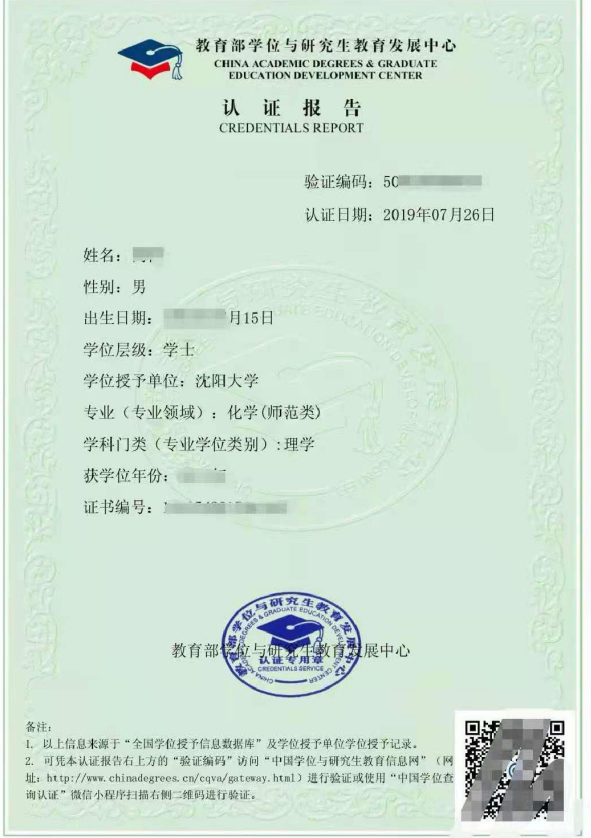 教育部学位与研究生教育发展中心
CHINA ACADEMIC DEGREES & GRADUATE
EDUCATION DEVELOPMENT CENTER
认 证 报 告
CREDENTIALS REPORT
验证编码：50
认证日期：2019年07月26日
姓名：
性别：男
出生日期： 月15日
学位层级：学士
学位授予单位：沈阳大学
专业（专业领域）：化学(师范类)
学科门类（专业学位类别）:理学
获学位年份：
证书编号：
教育部学位与研究生教育发展中心
CHINA ACADEMIC DEGREES & GRADUATE EDUCATION DEVELOPMENT CENTER
认证专用章
CREDENTIALS SERVICE
教育部学位与研究生教育发展中心
备注：
1. 以上信息来源于“全国学位授予信息数据库”及学位授予单位学位授予记录。
2. 可凭本认证报告右上方的“验证编码”访问“中国学位与研究生教育信息网”（网
址：http://www.chinadegrees.cn/cqva/gateway.html）进行验证或使用“中国学位查
询认证”微信小程序扫描右侧二维码进行验证。